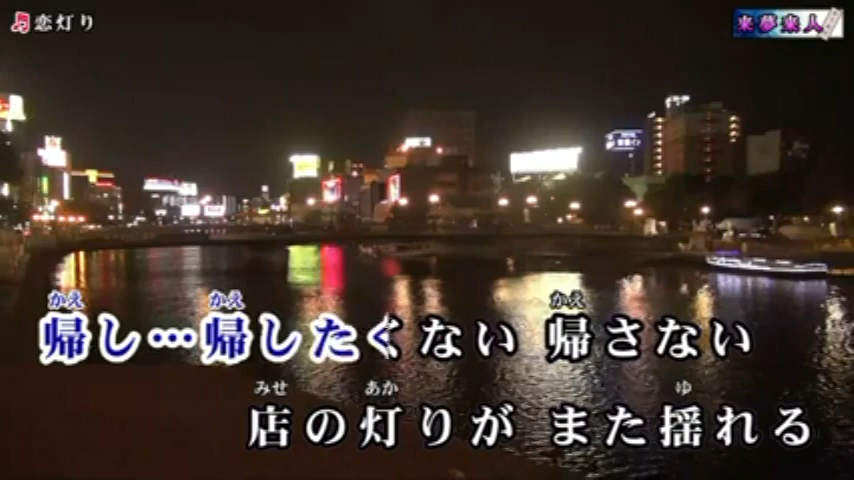 恋灯り
来夢来人
かえ かえ かえ
帰し…帰したくない 帰さない
みせ あか ゆ
店の灯りが また揺れる